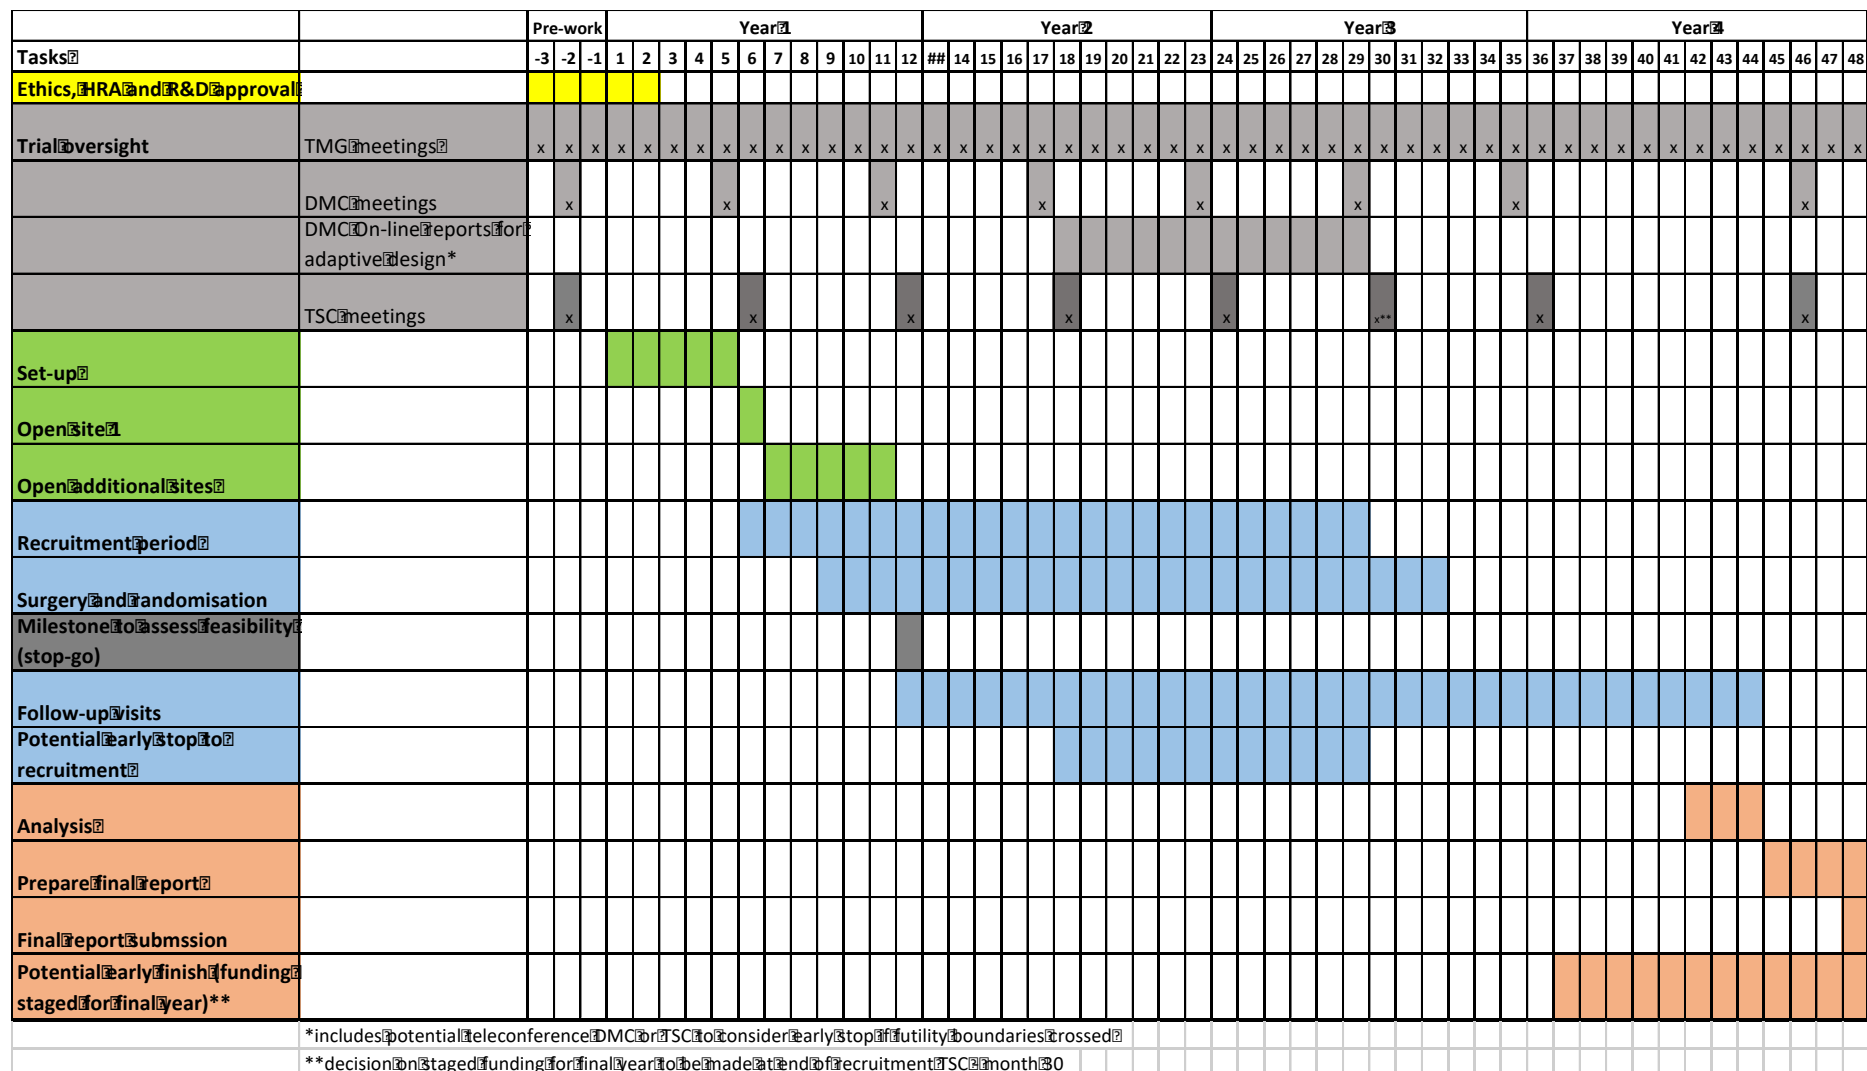 Pre-work Year 1 Year 2 Year 3 Year 4
Tasks -3 -2 -1 1 2 3 4 5 6 7 8 9 10 11 12 ## 14 15 16 17 18 19 20 21 22 23 24 25 26 27 28 29 30 31 32 33 34 35 36 37 38 39 40 41 42 43 44 45 46 47 48
Ethics, HRA and R&D approval
Trial oversight TMG meetings x x x x x x x x x x x x x x x x x x x x x x x x x x x x x x x x x x x x x x x x x x x x x x x x x x x
DMC meetings x x x x x x x x
DMC On-line reports for
adaptive design*
TSC meetings x x x x x x** x x
Set-up
Open site 1
Open additional sites
Recruitment period
Surgery and randomisation
Milestone to assess feasibility
(stop-go)
Follow-up visits
Potential early stop to
recruitment
Analysis
Prepare final report
Final report submssion
Potential early finish (funding
staged for final year)**
*includes potential teleconference DMC or TSC to consider early stop if futility boundaries crossed
**decision on staged funding for final year to be made at end of recruitment TSC - month 30